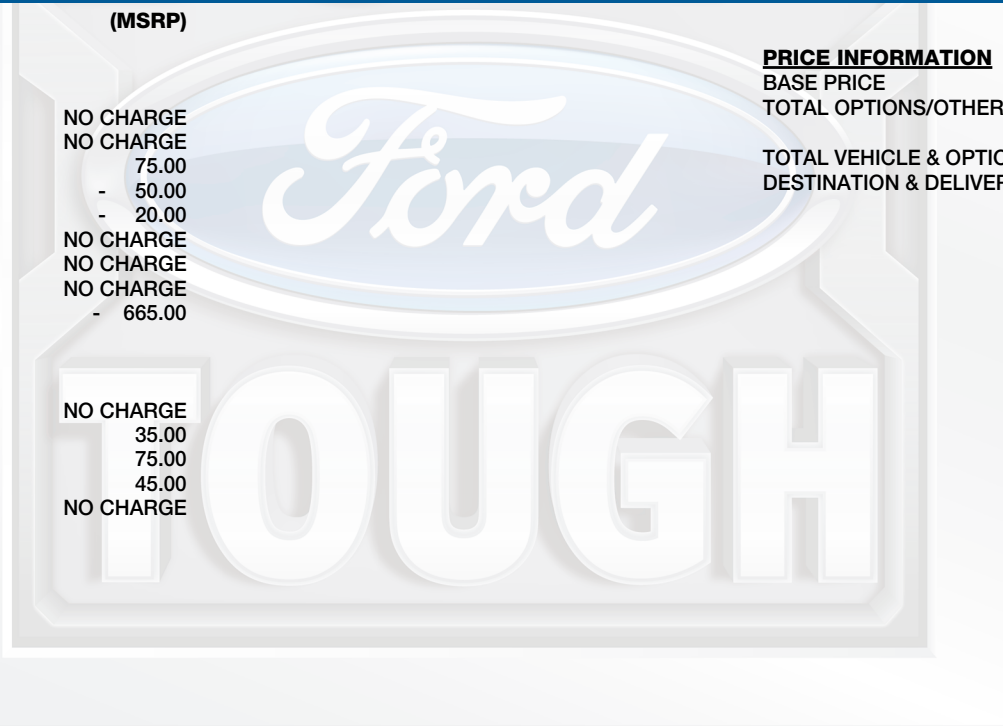 (MSRP)
NO CHARGE
NO CHARGE
75.00
- 50.00
- 20.00
NO CHARGE
NO CHARGE
NO CHARGE
- 665.00
NO CHARGE
35.00
75.00
45.00
NO CHARGE
PRICE INFORMATION
BASE PRICE
TOTAL OPTIONS/OTHER
TOTAL VEHICLE & OPTIO
DESTINATION & DELIVER
Ford
TOUGH